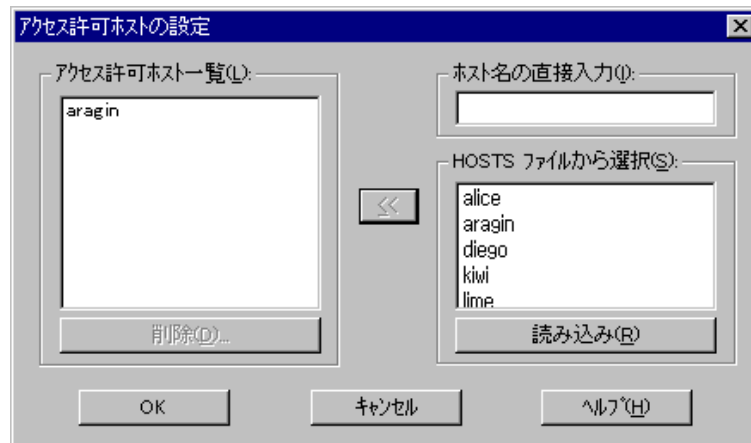 アクセス許可ホストの設定
アクセス許可ホスト一覧(L):
aragin
削除(D)...
<<
ホスト名の直接入力(I):
HOSTS ファイルから選択(S):
alice
aragin
diego
kiwi
lime
読み込み(R)
OK
キャンセル
ヘルプ(H)